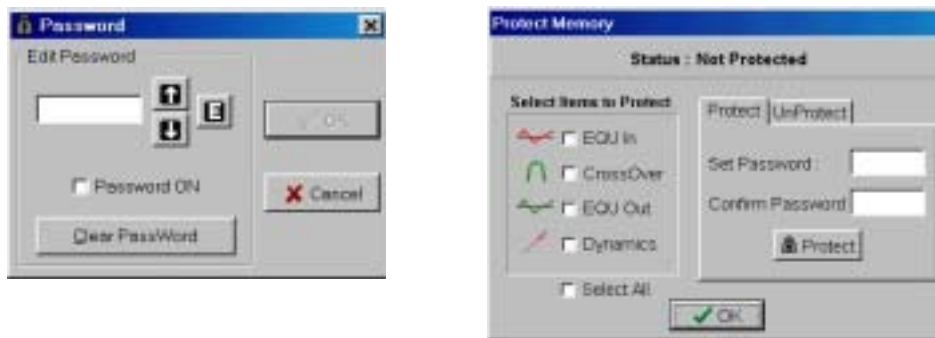 Password
Edit Password
E
OK
Password ON
Cancel
Clear PassWord
Protect Memory
Status : Not Protected
Select Items to Protect
EQU In
CrossOver
EQU Out
Dynamics
Select All
Protect
UnProtect
Set Password :
Confirm Password
Protect
OK